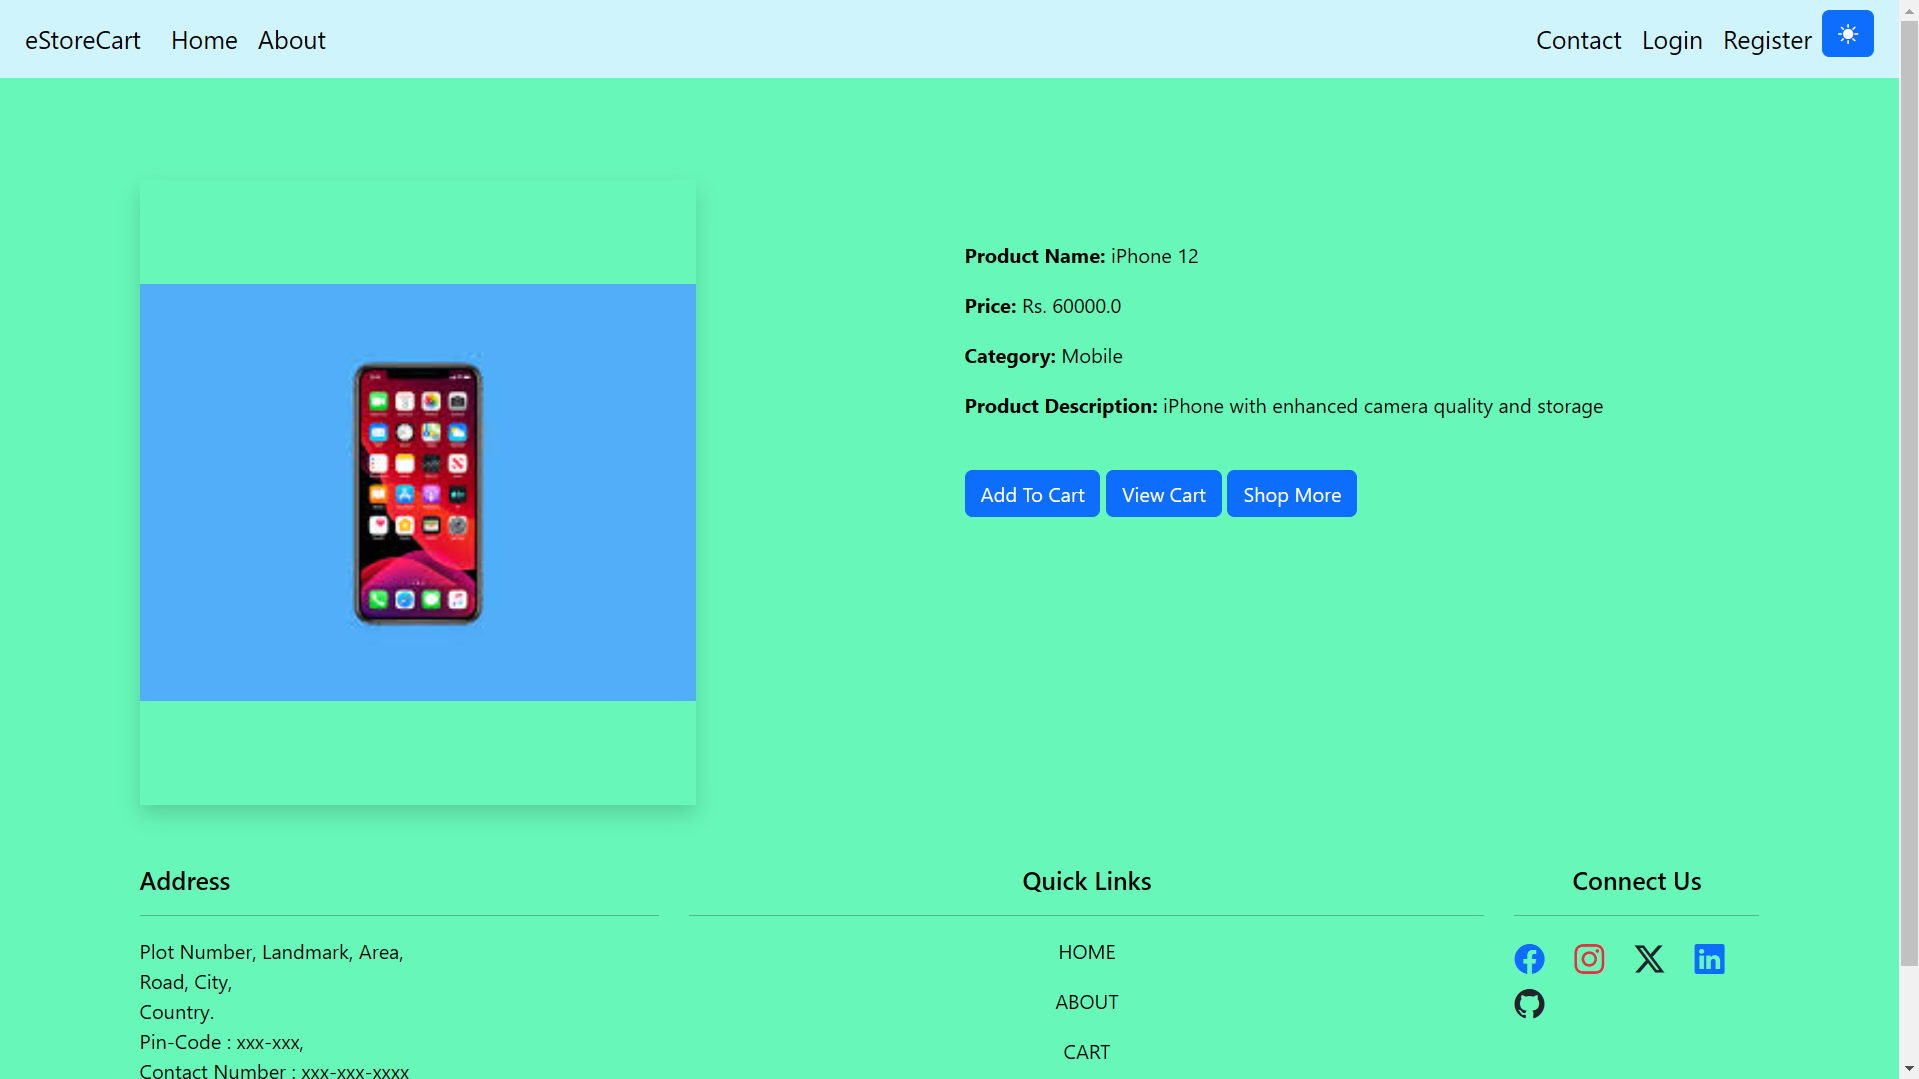 eStoreCart Home About Contact Login Register
Product Name: iPhone 12
Price: Rs. 60000.0
Category: Mobile
Product Description: iPhone with enhanced camera quality and storage
Add To Cart View Cart Shop More
Address
Plot Number, Landmark, Area,
Road, City,
Country.
Pin-Code : xxx-xxx,
Contact Number : xxx-xxx-xxxx
Quick Links
HOME
ABOUT
CART
Connect Us